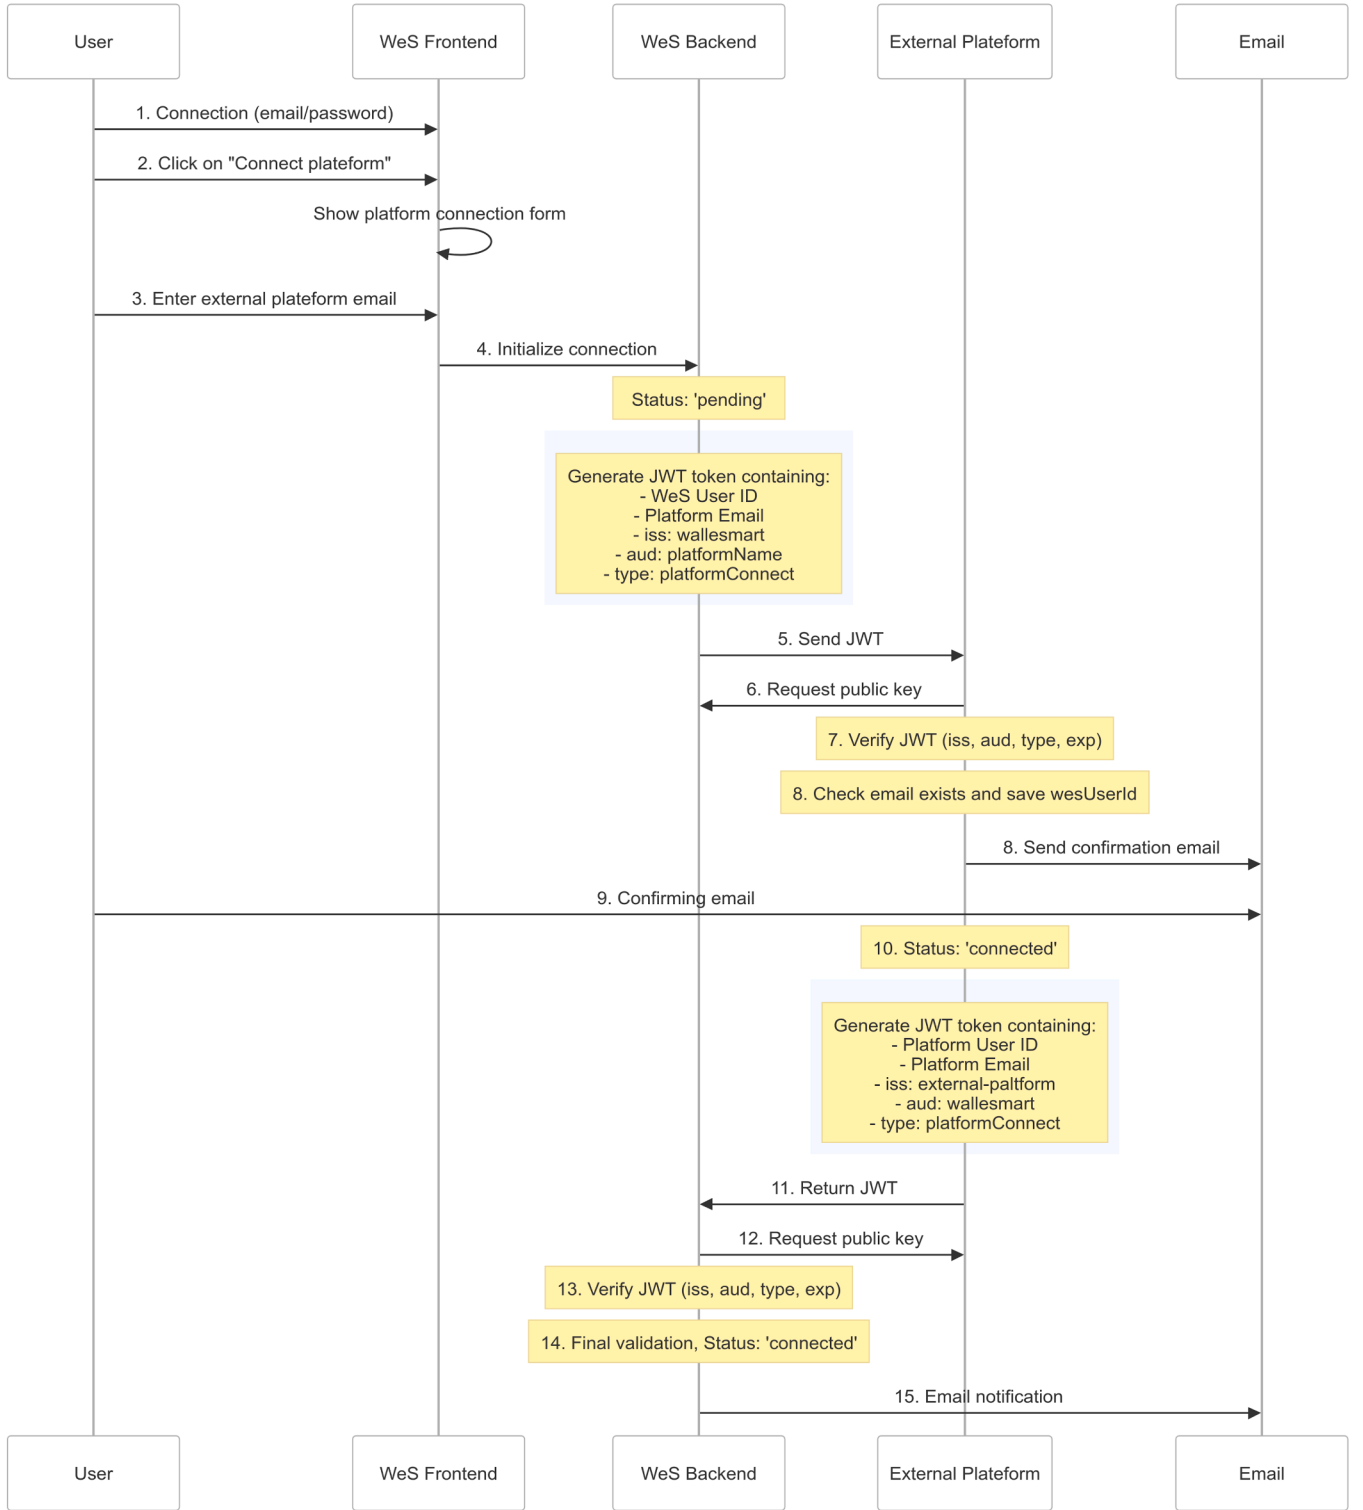 User
WeS Frontend
WeS Backend
External Plateform
Email
1. Connection (email/password)
2. Click on "Connect plateform"
Show platform connection form
3. Enter external plateform email
4. Initialize connection
Status: 'pending'
Generate JWT token containing:
- WeS User ID
- Platform Email
- iss: wallesmart
- aud: platformName
- type: platformConnect
5. Send JWT
6. Request public key
7. Verify JWT (iss, aud, type, exp)
8. Check email exists and save wesUserId
8. Send confirmation email
9. Confirming email
10. Status: 'connected'
Generate JWT token containing:
- Platform User ID
- Platform Email
- iss: external-paltform
- aud: wallesmart
- type: platformConnect
11. Return JWT
12. Request public key
13. Verify JWT (iss, aud, type, exp)
14. Final validation, Status: 'connected'
15. Email notification
User
WeS Frontend
WeS Backend
External Plateform
Email